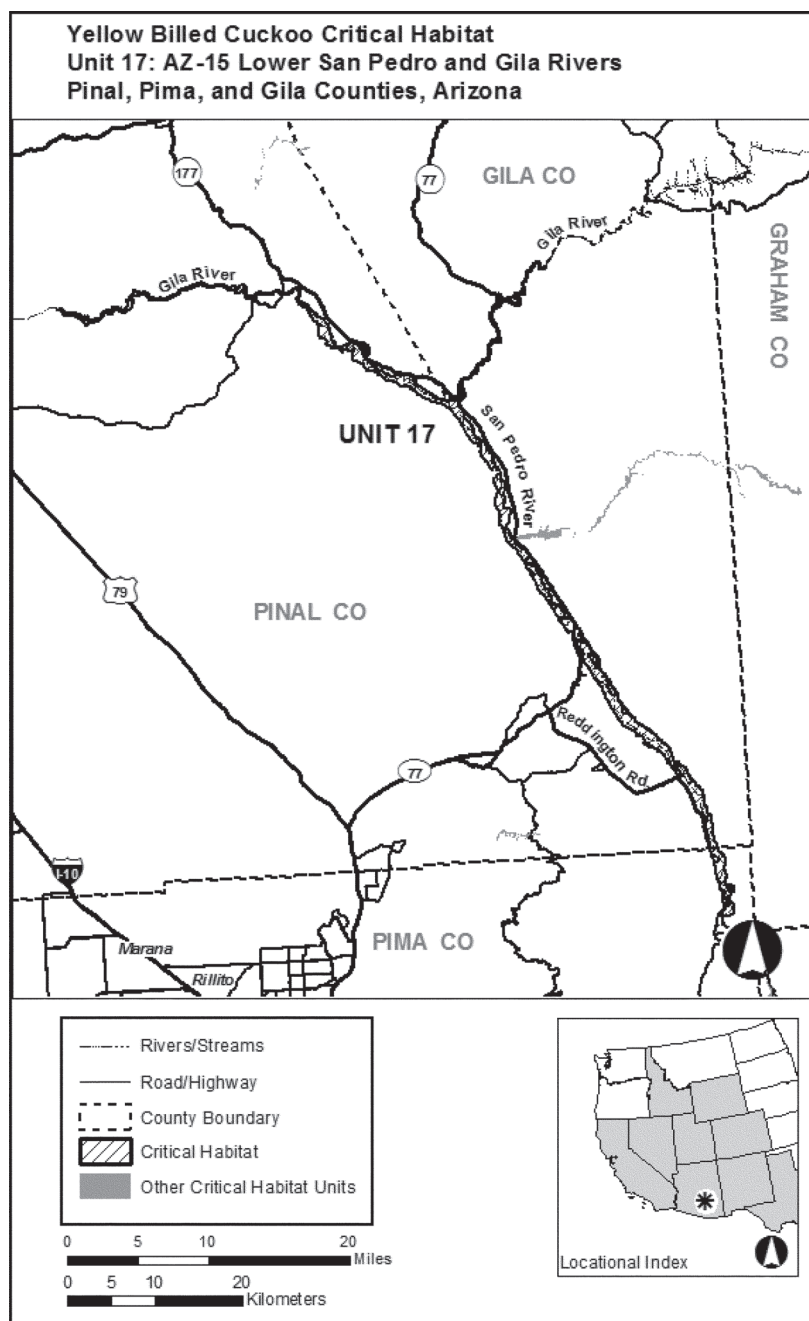 Yellow Billed Cuckoo Critical Habitat
Unit 17: AZ-15 Lower San Pedro and Gila Rivers
Pinal, Pima, and Gila Counties, Arizona
177
77
GILA CO
Gila River
Gila River
GRAHAM CO
UNIT 17
San Pedro River
79
PINAL CO
Reddington Rd.
77
I-10
Marana
Rillito
PIMA CO
Rivers/Streams
Road/Highway
County Boundary
Critical Habitat
Other Critical Habitat Units
0 5 10 20
Miles
0 5 10 20
Kilometers
Locational Index